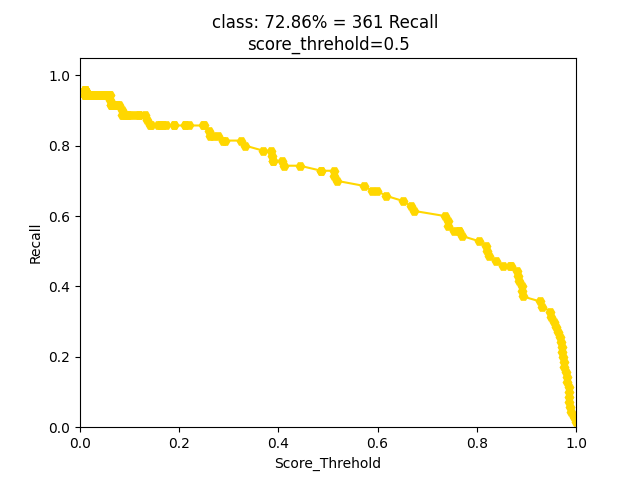 class: 72.86% = 361 Recall
score_threhold=0.5
1.0
0.8
0.6
0.4
0.2
0.0
Recall
0.0 0.2 0.4 0.6 0.8 1.0
Score_Threhold